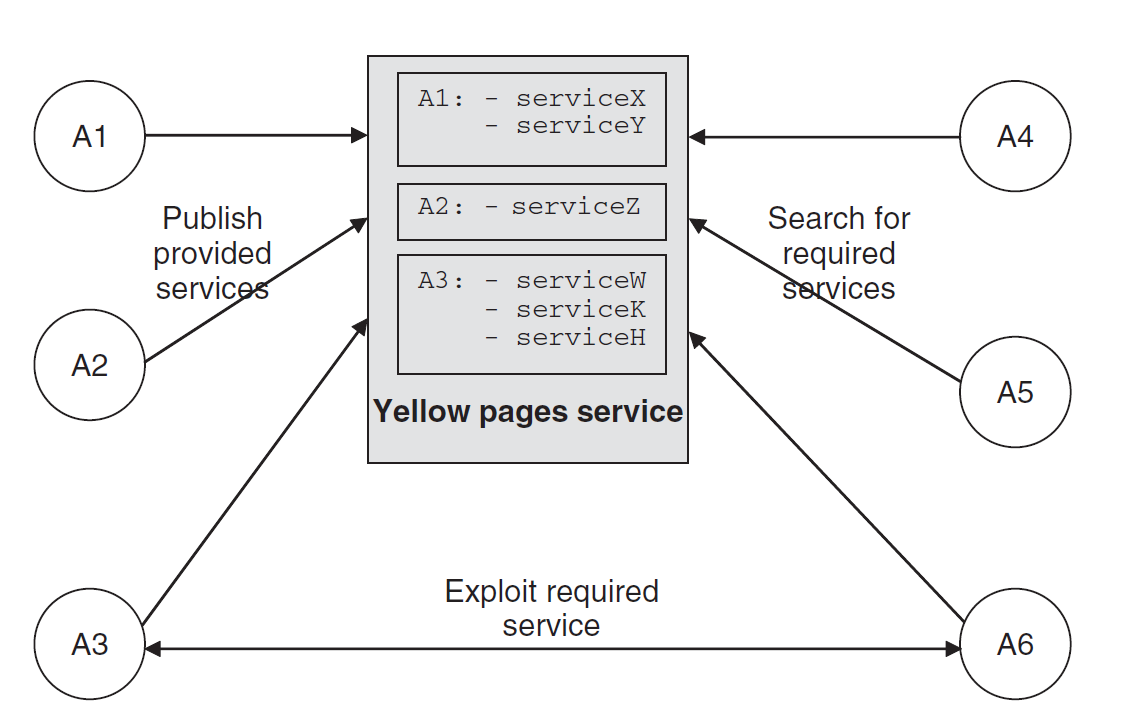 A1
A1: - serviceX
- serviceY
A4
Publish
provided
services
A2: - serviceZ
Search for
required
services
A2
A3: - serviceW
- serviceK
- serviceH
A5
Yellow pages service
Exploit required
service
A3
A6